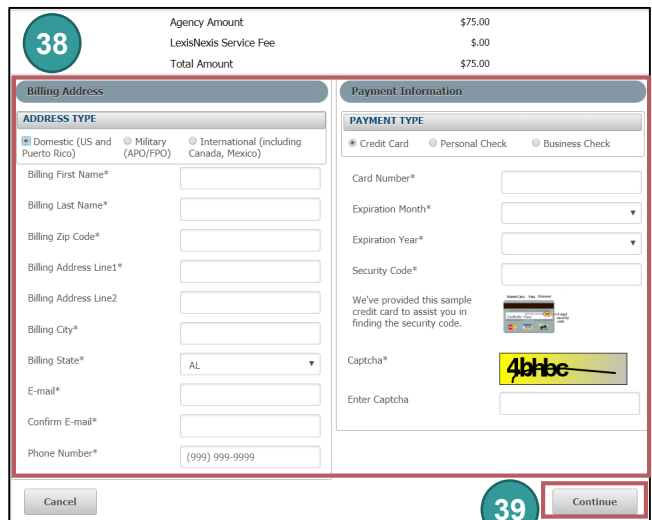 38
Agency Amount $75.00
LexisNexis Service Fee $.00
Total Amount $75.00
Billing Address
ADDRESS TYPE
Domestic (US and Puerto Rico)
Military (APO/FPO)
International (including Canada, Mexico)
Billing First Name*
Billing Last Name*
Billing Zip Code*
Billing Address Line1*
Billing Address Line2
Billing City*
Billing State* AL
E-mail*
Confirm E-mail*
Phone Number* (999) 999-9999
Payment Information
PAYMENT TYPE
Credit Card Personal Check Business Check
Card Number*
Expiration Month*
Expiration Year*
Security Code*
We've provided this sample
credit card to assist you in
finding the security code.
MasterCard, Visa, Discover
Captcha*
4bhbc
Enter Captcha
Cancel
39
Continue